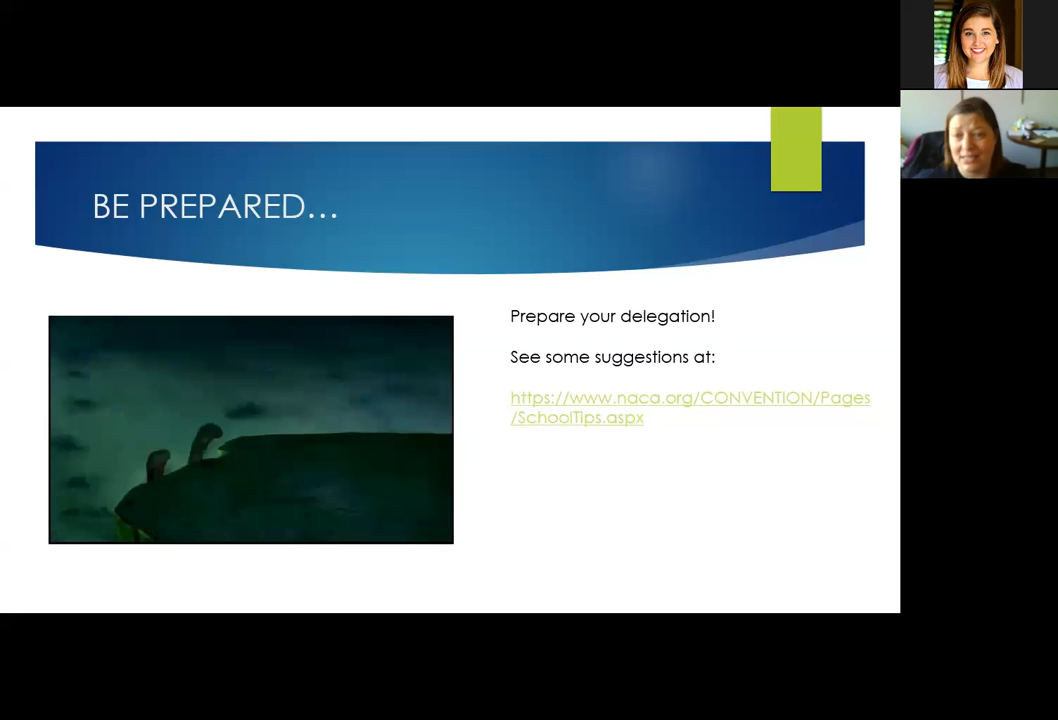 BE PREPARED...
Prepare your delegation!
See some suggestions at:
https://www.naca.org/CONVENTION/Pages
/SchoolTips.aspx